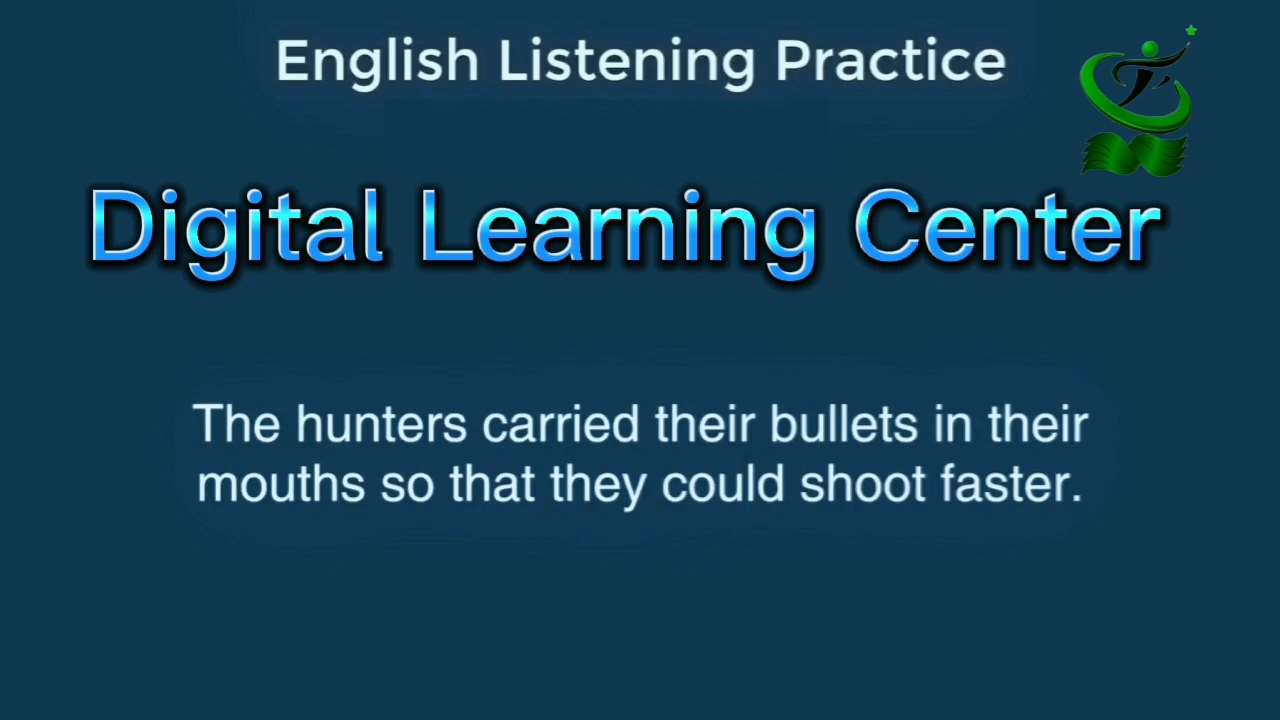 English Listening Practice
Digital Learning Center
The hunters carried their bullets in their
mouths so that they could shoot faster.